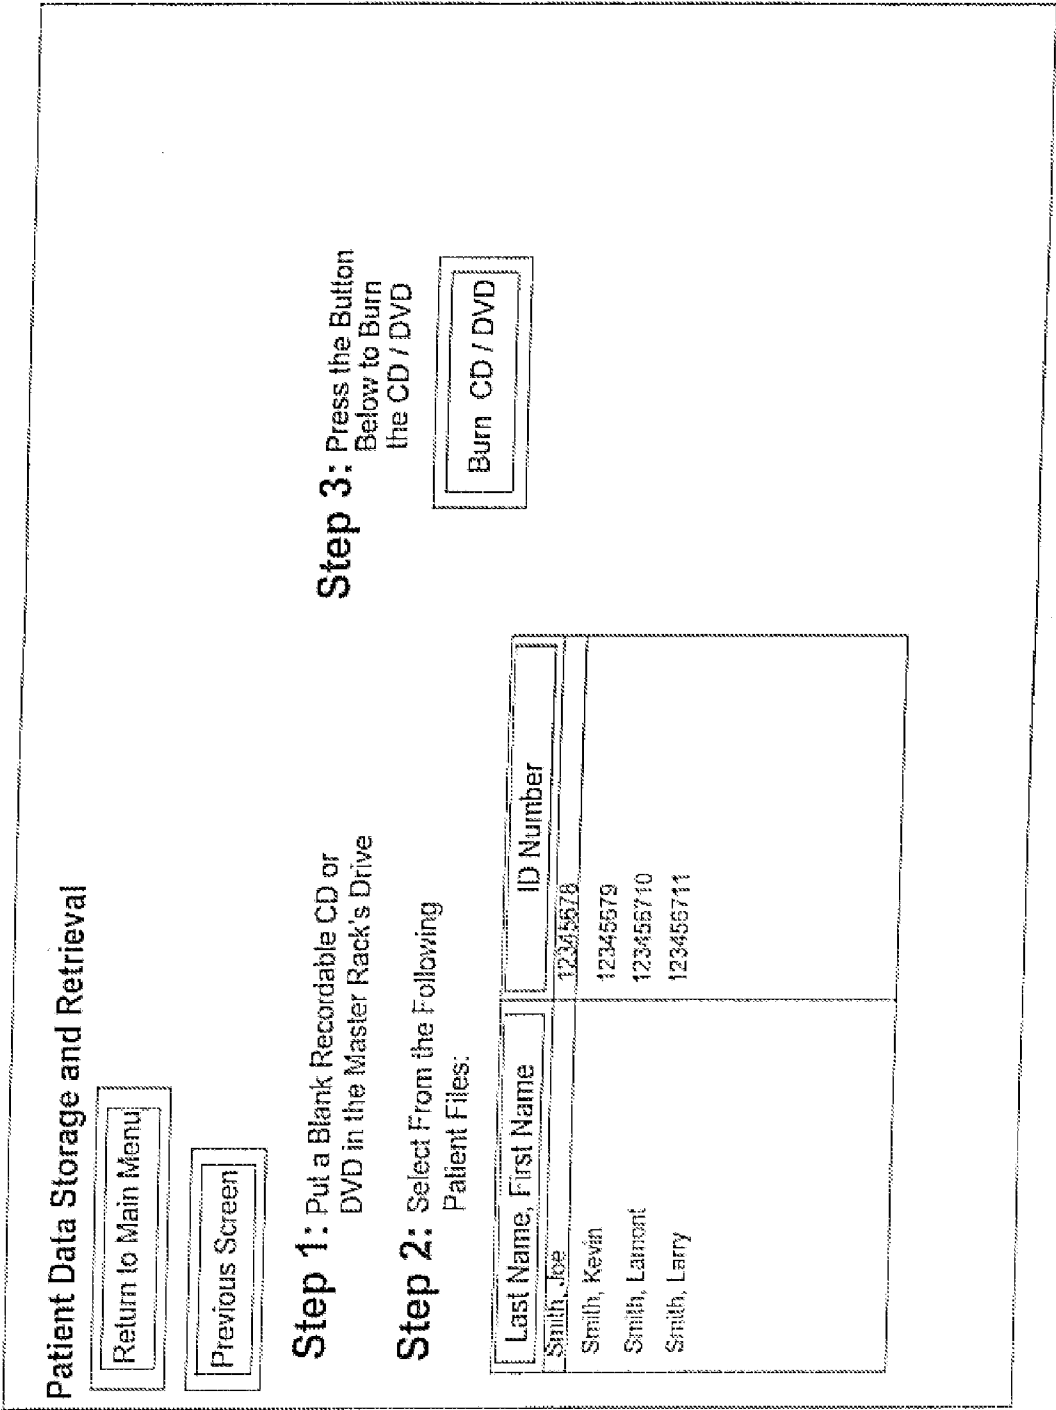 Patient Data Storage and Retrieval
Return to Main Menu
Previous Screen
Step 1: Put a Blank Recordable CD or
DVD in the Master Rack's Drive
Step 2: Select From the Following
Patient Files:
Last Name, First Name ID Number
Smith, Joe 12345678
Smith, Kevin 12345679
Smith, Lamont 123456710
Smith, Larry 123456711
Step 3: Press the Button
Below to Burn
the CD / DVD
Burn CD / DVD